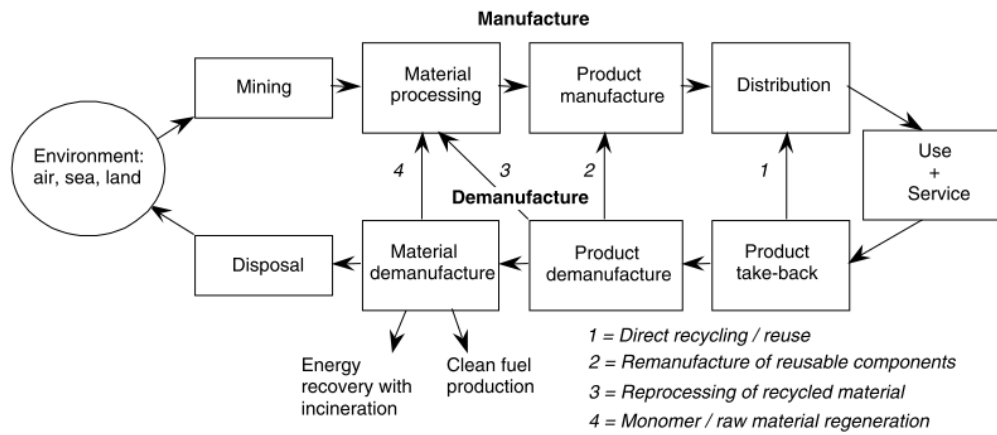 Manufacture
Mining
Material
processing
Product
manufacture
Distribution
Environment:
air, sea, land
Use
+
Service
4
3
2
1
Demanufacture
Disposal
Material
demanufacture
Product
demanufacture
Product
take-back
Energy
recovery with
incineration
Clean fuel
production
1 = Direct recycling / reuse
2 = Remanufacture of reusable components
3 = Reprocessing of recycled material
4 = Monomer / raw material regeneration